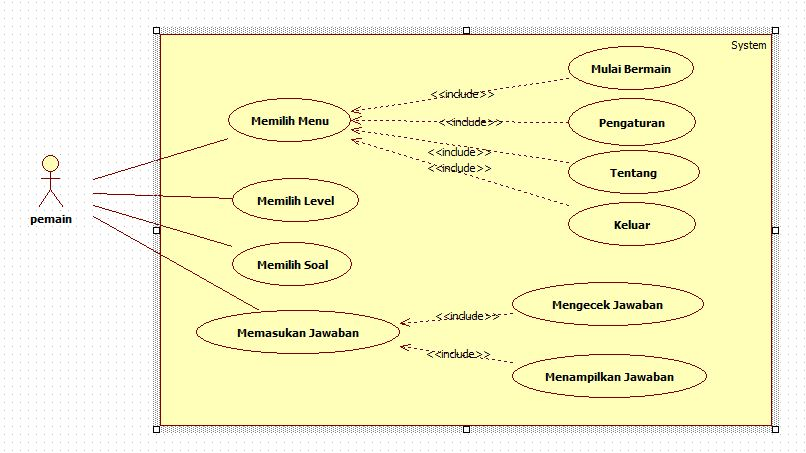 System
Mulai Bermain
<<include>>
Memilih Menu
<<include>>
Pengaturan
<<include>>
<<include>>
Tentang
pemain
Memilih Level
Keluar
Memilih Soal
Mengecek Jawaban
<<include>>
Memasukan Jawaban
<<include>>
Menampilkan Jawaban